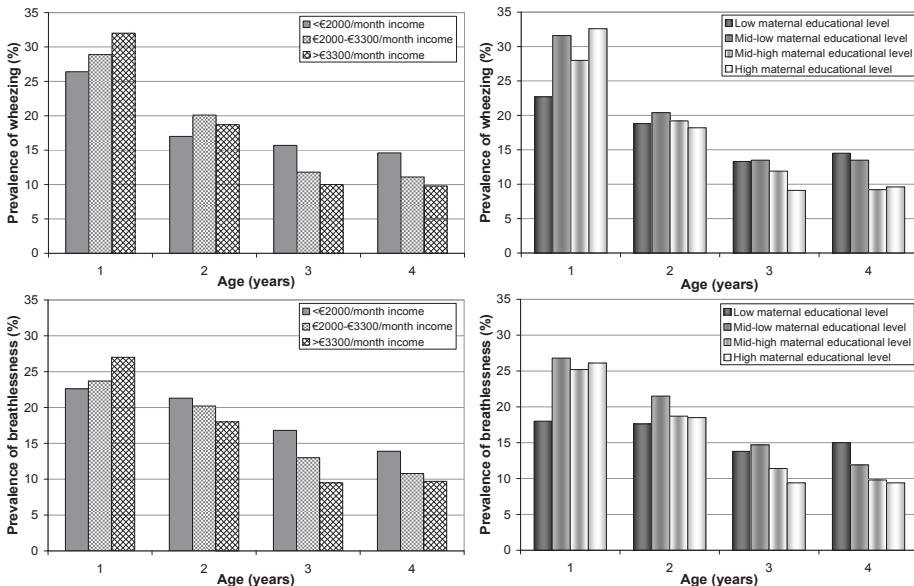 Prevalence of wheezing (%)
35
30
25
20
15
10
5
0
<€2000/month income
€2000-€3300/month income
>€3300/month income
1
2
3
4
Age (years)
Prevalence of wheezing (%)
35
30
25
20
15
10
5
0
Low maternal educational level
Mid-low maternal educational level
Mid-high maternal educational level
High maternal educational level
1
2
3
4
Age (years)
Prevalence of breathlessness (%)
35
30
25
20
15
10
5
0
<€2000/month income
€2000-€3300/month income
>€3300/month income
1
2
3
4
Age (years)
Prevalence of breathlessness (%)
35
30
25
20
15
10
5
0
Low maternal educational level
Mid-low maternal educational level
Mid-high maternal educational level
High maternal educational level
1
2
3
4
Age (years)